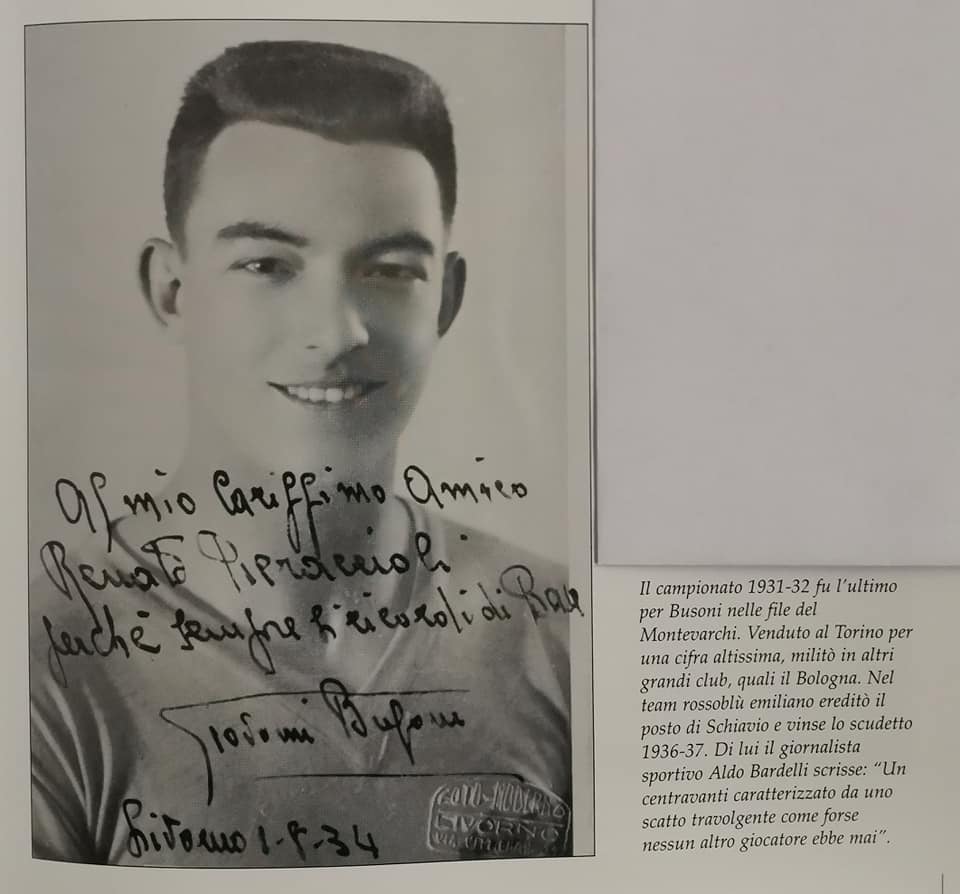 Al mio Carissimo Amico
Renato Pieraccioli
perché sempre si ricordi di
Giovanni Busoni
Livorno 1-8-34
FOTO-MODERNO
LIVORNO
Il campionato 1931-32 fu l'ultimo
per Busoni nelle file del
Montevarchi. Venduto al Torino per
una cifra altissima, militò in altri
grandi club, quali il Bologna. Nel
team rossoblù emiliano ereditò il
posto di Schiavio e vinse lo scudetto
1936-37. Di lui il giornalista
sportivo Aldo Bardelli scrisse: "Un
centravanti caratterizzato da uno
scatto travolgente come forse
nessun altro giocatore ebbe mai".